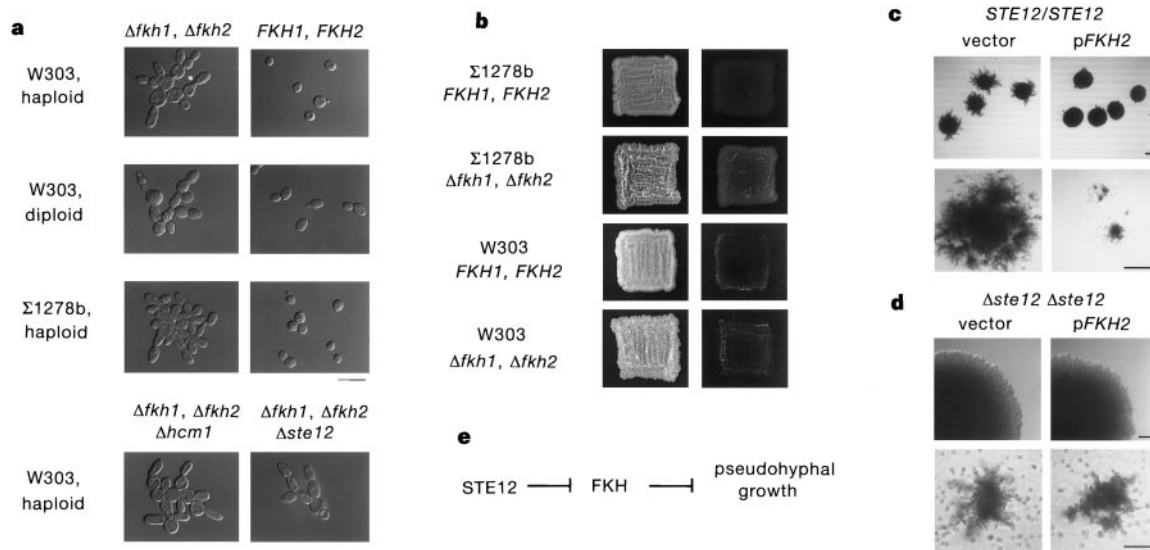 a
Δfkh1, Δfkh2
FKH1, FKH2
W303,
haploid
W303,
diploid
Σ1278b,
haploid
Δfkh1, Δfkh2
Δhcm1
Δfkh1, Δfkh2
Δste12
W303,
haploid
b
Σ1278b
FKH1, FKH2
Σ1278b
Δfkh1, Δfkh2
W303
FKH1, FKH2
W303
Δfkh1, Δfkh2
e
STE12
FKH
pseudohyphal
growth
c
STE12/STE12
vector
pFKH2
d
Δste12 Δste12
vector
pFKH2